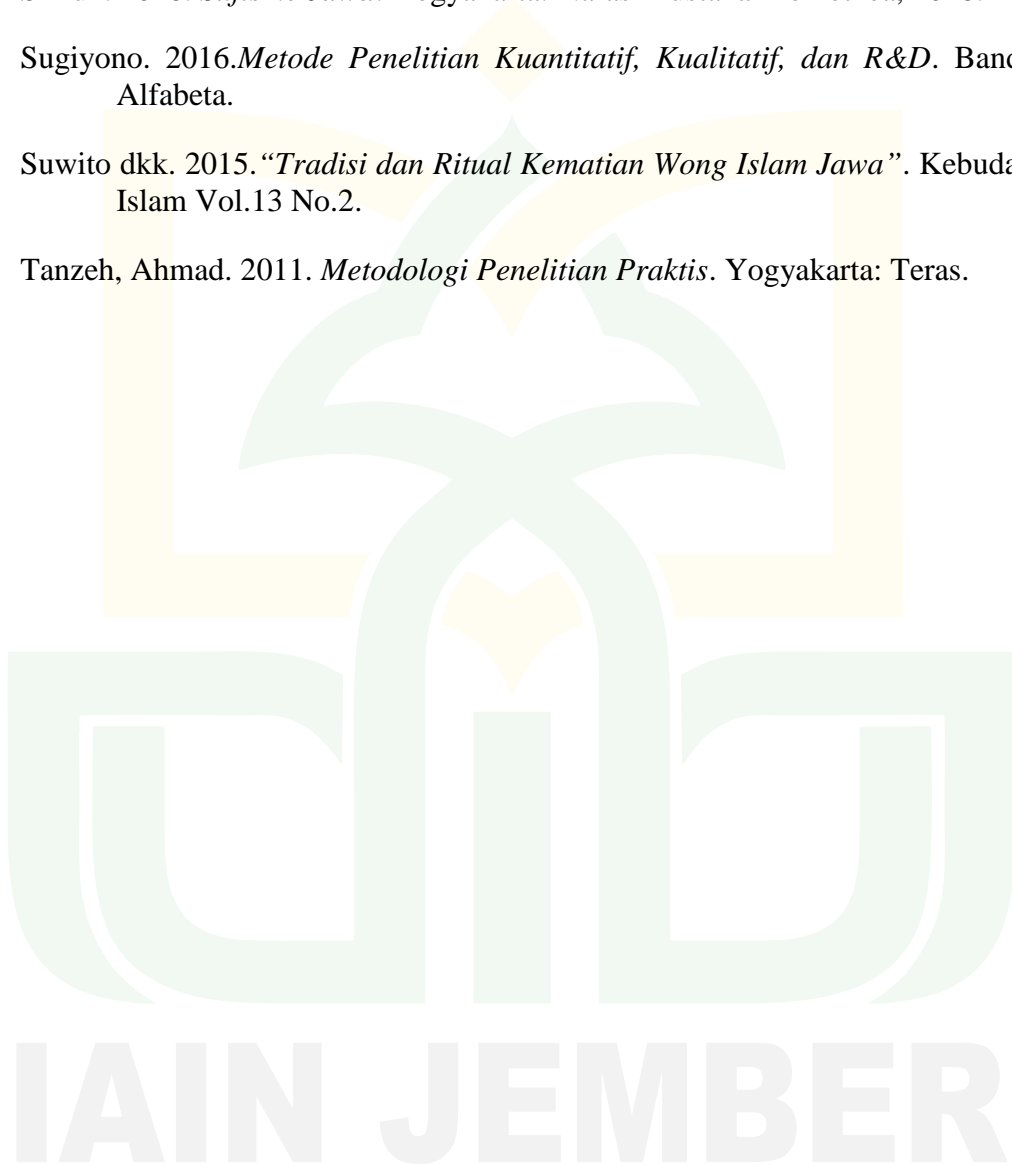 Sugiyono. 2016.Metode Penelitian Kuantitatif, Kualitatif, dan R&D. Band
Alfabeta.
Suwito dkk. 2015.“Tradisi dan Ritual Kematian Wong Islam Jawa”. Kebuda
Islam Vol.13 No.2.
Tanzeh, Ahmad. 2011. Metodologi Penelitian Praktis. Yogyakarta: Teras.
IAIN JEMBER